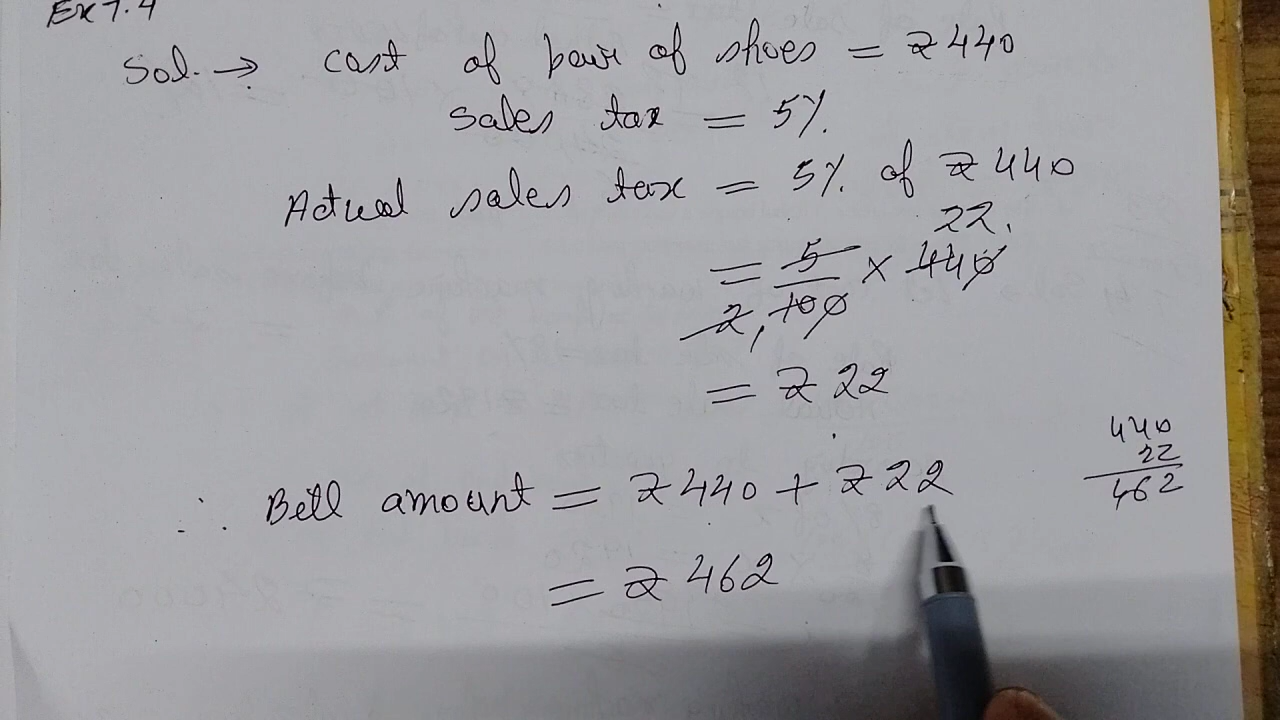 Ex 7.4
Sol. → cost of pair of shoes = ₹440
sales tax = 5%.
Actual sales tax = 5% of ₹440
22.
= 5/100 × 440
2,
= ₹22
440
22
462
∴ Bill amount = ₹440 + ₹22
= ₹462